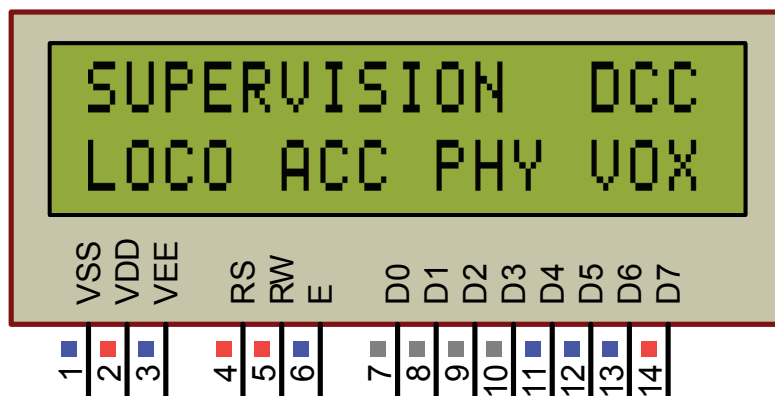 SUPERVISION DCC
LOCO ACC PHY VOX
VSS VDD VEE RS RW E D0 D1 D2 D3 D4 D5 D6 D7
1 2 3 4 5 6 7 8 9 10 11 12 13 14